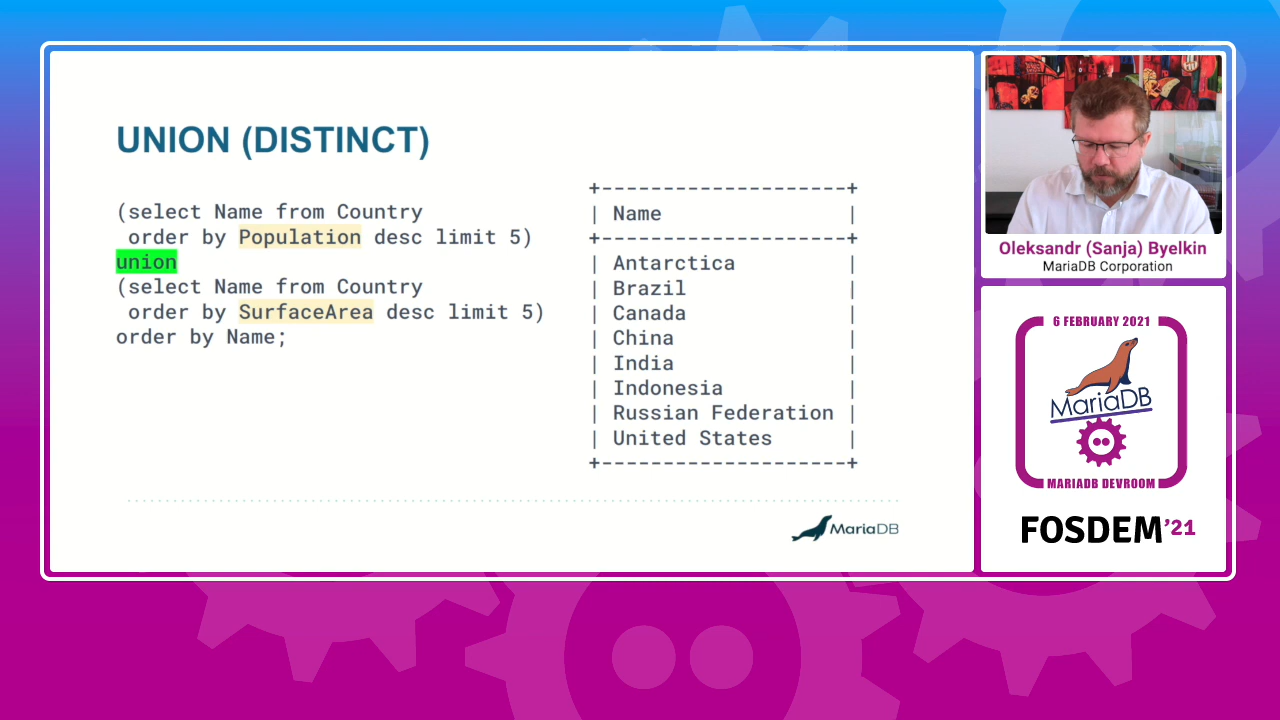 UNION (DISTINCT)
(select Name from Country
 order by Population desc limit 5)
union
(select Name from Country
 order by SurfaceArea desc limit 5)
order by Name;
+--------------------+
| Name               |
+--------------------+
| Antarctica         |
| Brazil             |
| Canada             |
| China              |
| India              |
| Indonesia          |
| Russian Federation |
| United States      |
+--------------------+
MariaDB
Oleksandr (Sanja) Byelkin
MariaDB Corporation
6 FEBRUARY 2021
MariaDB
MARIADB DEVROOM
FOSDEM'21